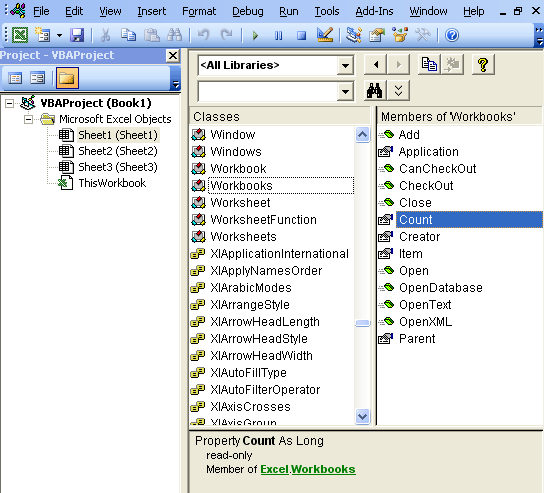 File Edit View Insert Format Debug Run Tools Add-Ins Window Help
Project - VBAProject
VBAProject (Book1)
Microsoft Excel Objects
Sheet1 (Sheet1)
Sheet2 (Sheet2)
Sheet3 (Sheet3)
ThisWorkbook
<All Libraries>
Classes
Window
Windows
Workbook
Workbooks
Worksheet
WorksheetFunction
Worksheets
XlApplicationInternational
XlApplyNamesOrder
XlArabicModes
XlArrangeStyle
XlArrowHeadLength
XlArrowHeadStyle
XlArrowHeadWidth
XlAutoFillType
XlAutoFilterOperator
XlAxisCrosses
XlAxisGroup
Members of 'Workbooks'
Add
Application
CanCheckOut
CheckOut
Close
Count
Creator
Item
Open
OpenDatabase
OpenText
OpenXML
Parent
Property Count As Long
read-only
Member of Excel.Workbooks